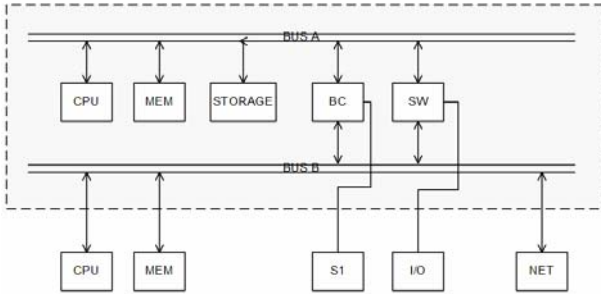 BUS A
CPU MEM STORAGE BC SW
BUS B
CPU MEM S1 I/O NET